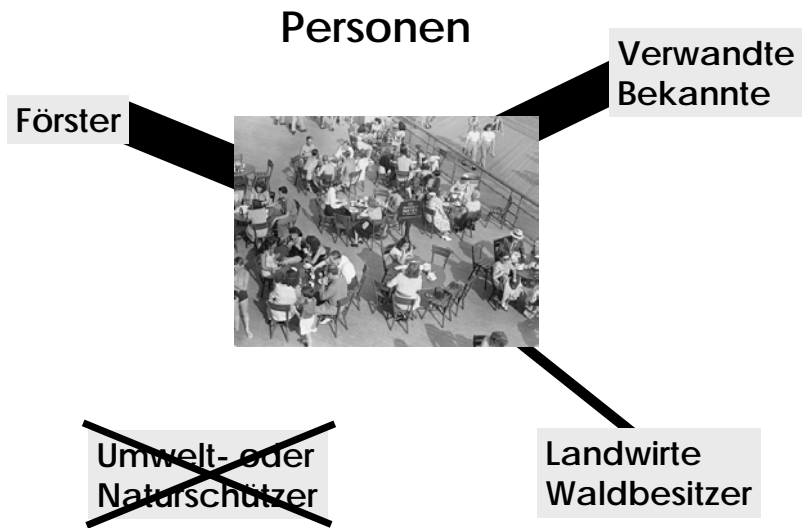 Personen
Verwandte
Bekannte
Förster
Umwelt- oder
Naturschützer
Landwirte
Waldbesitzer